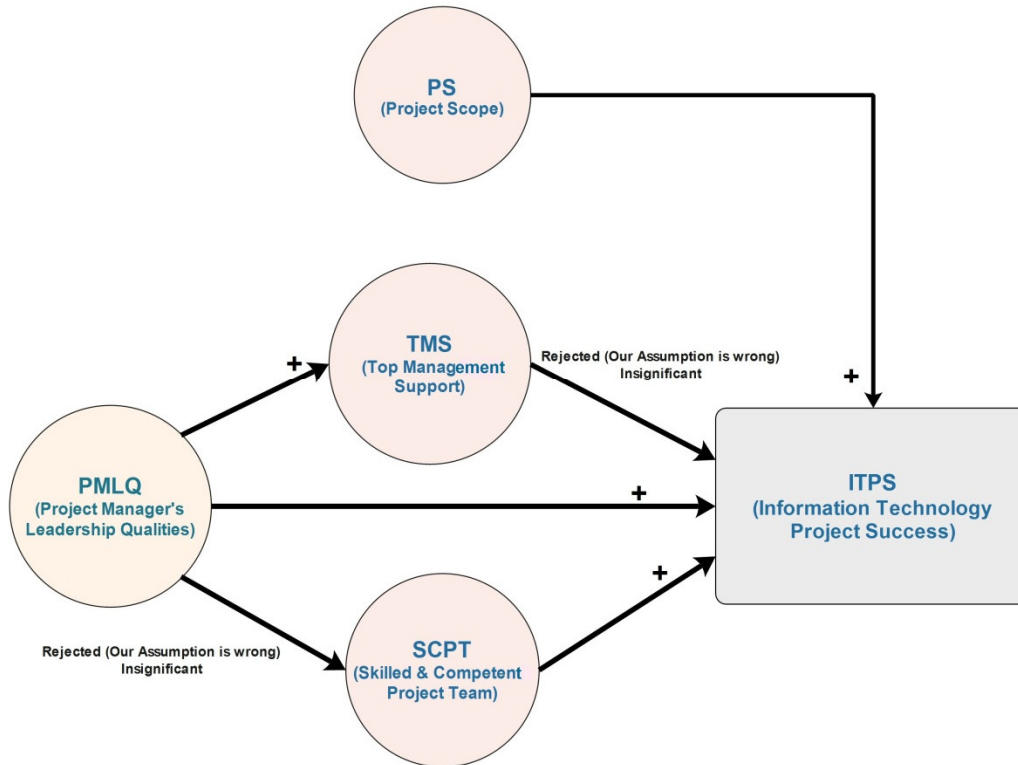 PS
(Project Scope)
+
TMS
(Top Management
Support)
+
Rejected (Our Assumption is wrong)
Insignificant
PMLQ
(Project Manager's
Leadership Qualities)
+
ITPS
(Information Technology
Project Success)
+
Rejected (Our Assumption is wrong)
Insignificant
SCPT
(Skilled & Competent
Project Team)